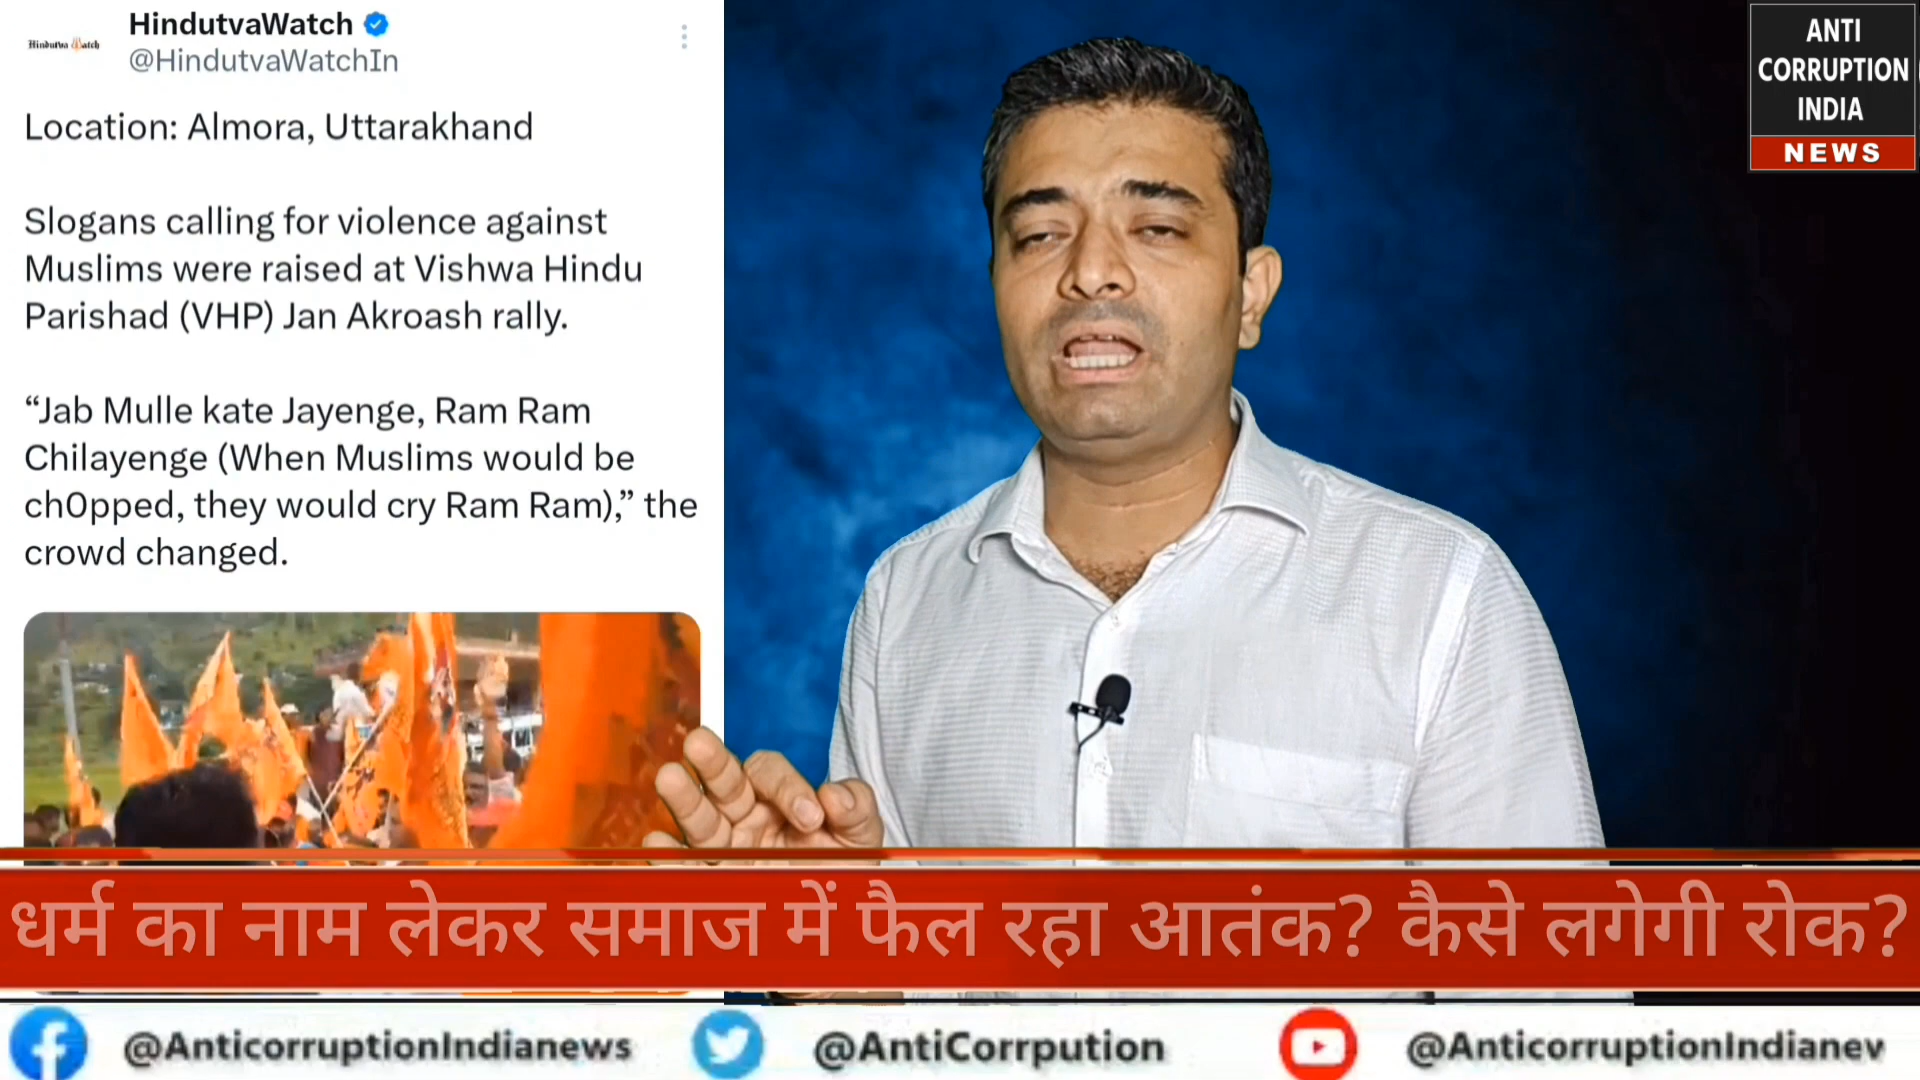 HindutvaWatch
@HindutvaWatchIn
Location: Almora, Uttarakhand
Slogans calling for violence against
Muslims were raised at Vishwa Hindu
Parishad (VHP) Jan Akroash rally.
“Jab Mulle kate Jayenge, Ram Ram
Chilayenge (When Muslims would be
ch0pped, they would cry Ram Ram),” the
crowd changed.
ANTI
CORRUPTION
INDIA
NEWS
धर्म का नाम लेकर समाज में फैल रहा आतंक? कैसे लगेगी रोक?
@AnticorruptionIndianews
@AntiCorrpution
@AnticorruptionIndianev